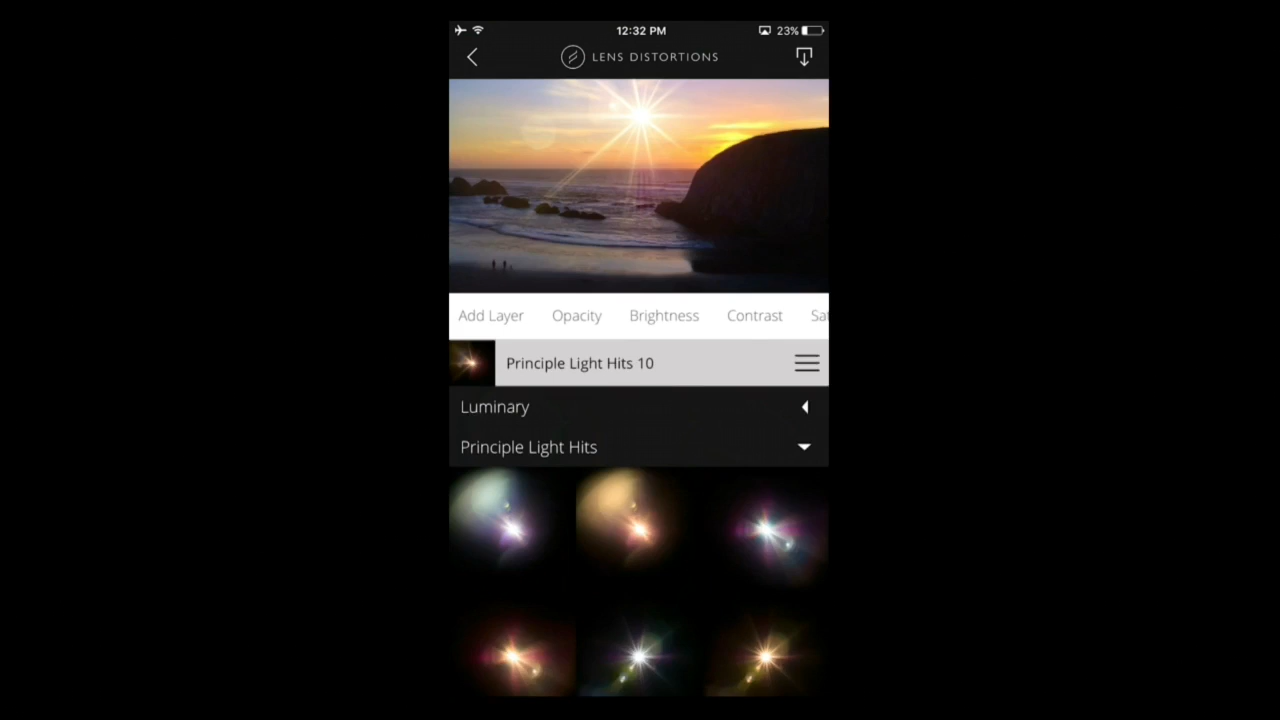 12:32 PM
23%
LENS DISTORTIONS
Add Layer Opacity Brightness Contrast Sat
Principle Light Hits 10
Luminary
Principle Light Hits